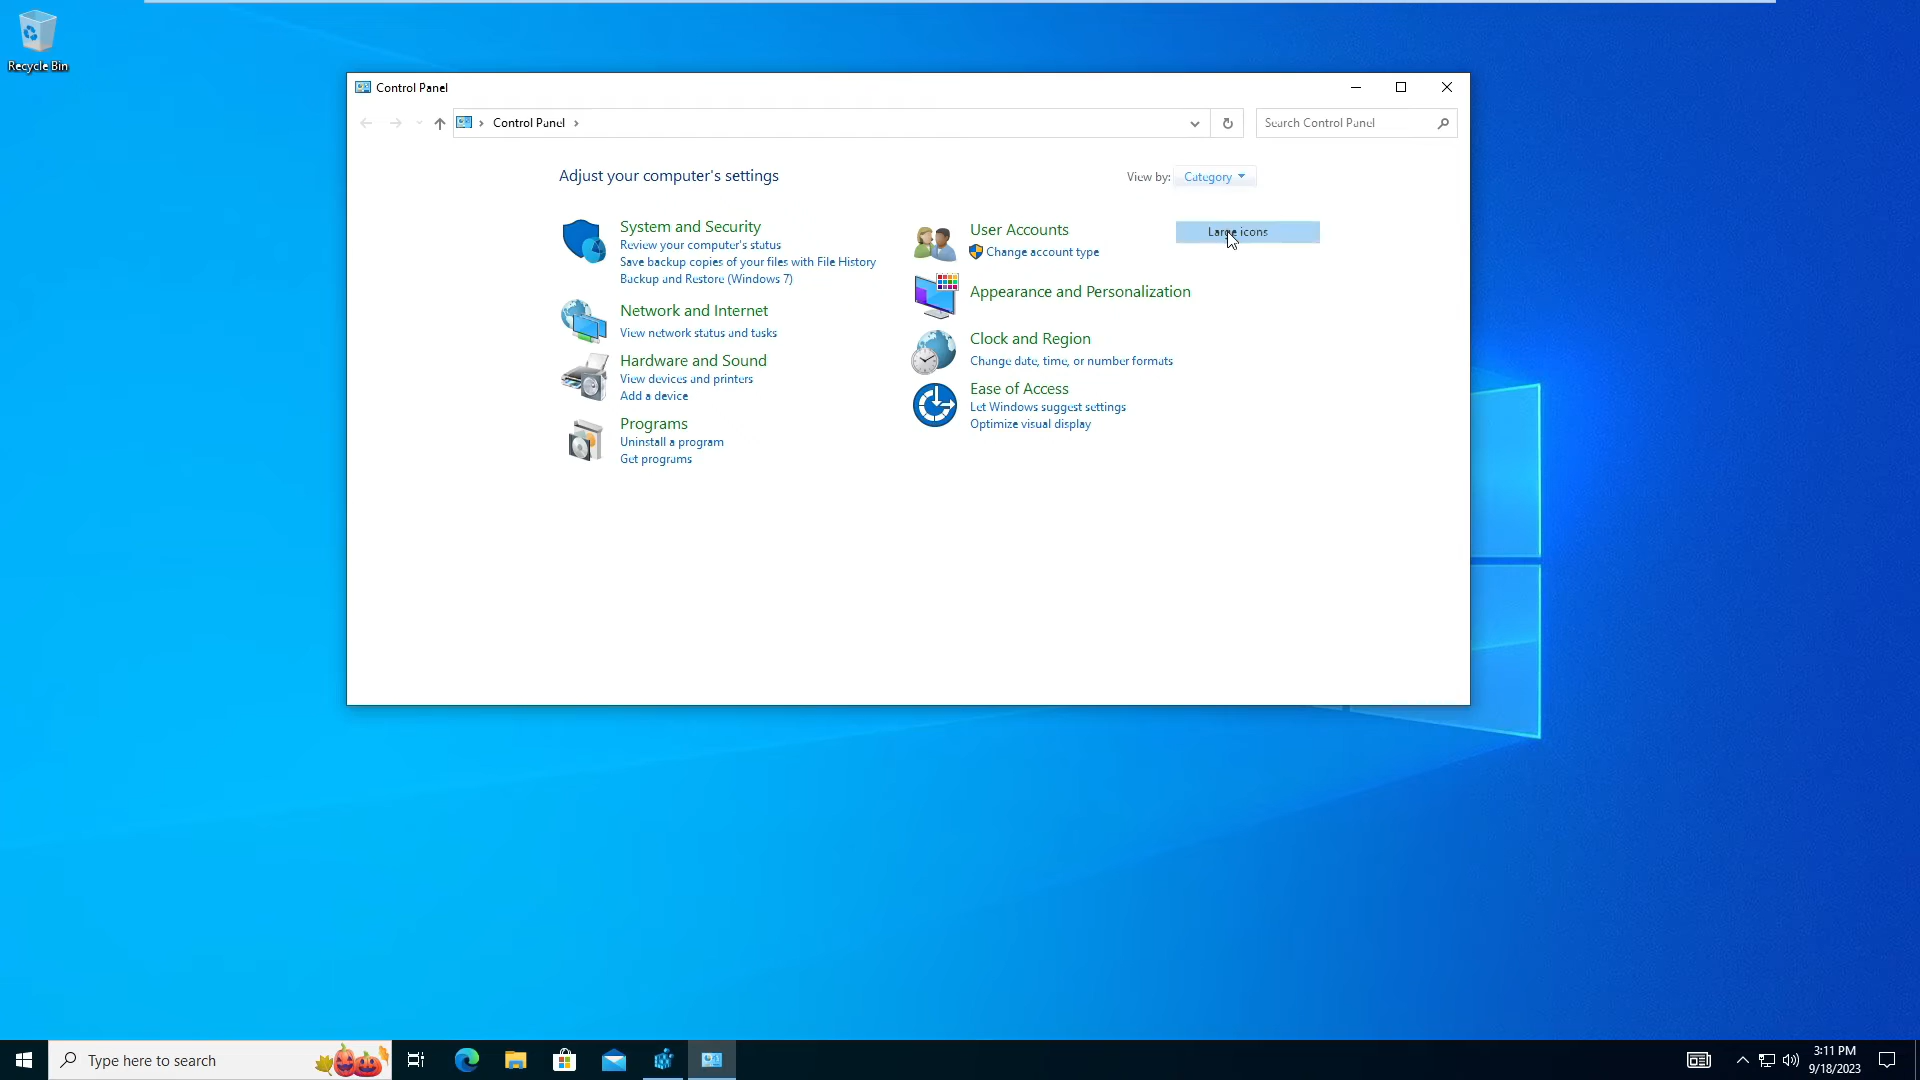 Recycle Bin
Control Panel
Control Panel
Search Control Panel
Adjust your computer's settings
View by: Category
System and Security
Review your computer's status
Save backup copies of your files with File History
Backup and Restore (Windows 7)
Network and Internet
View network status and tasks
Hardware and Sound
View devices and printers
Add a device
Programs
Uninstall a program
Get programs
User Accounts
Change account type
Large icons
Appearance and Personalization
Clock and Region
Change date, time, or number formats
Ease of Access
Let Windows suggest settings
Optimize visual display
Type here to search
3:11 PM
9/18/2023